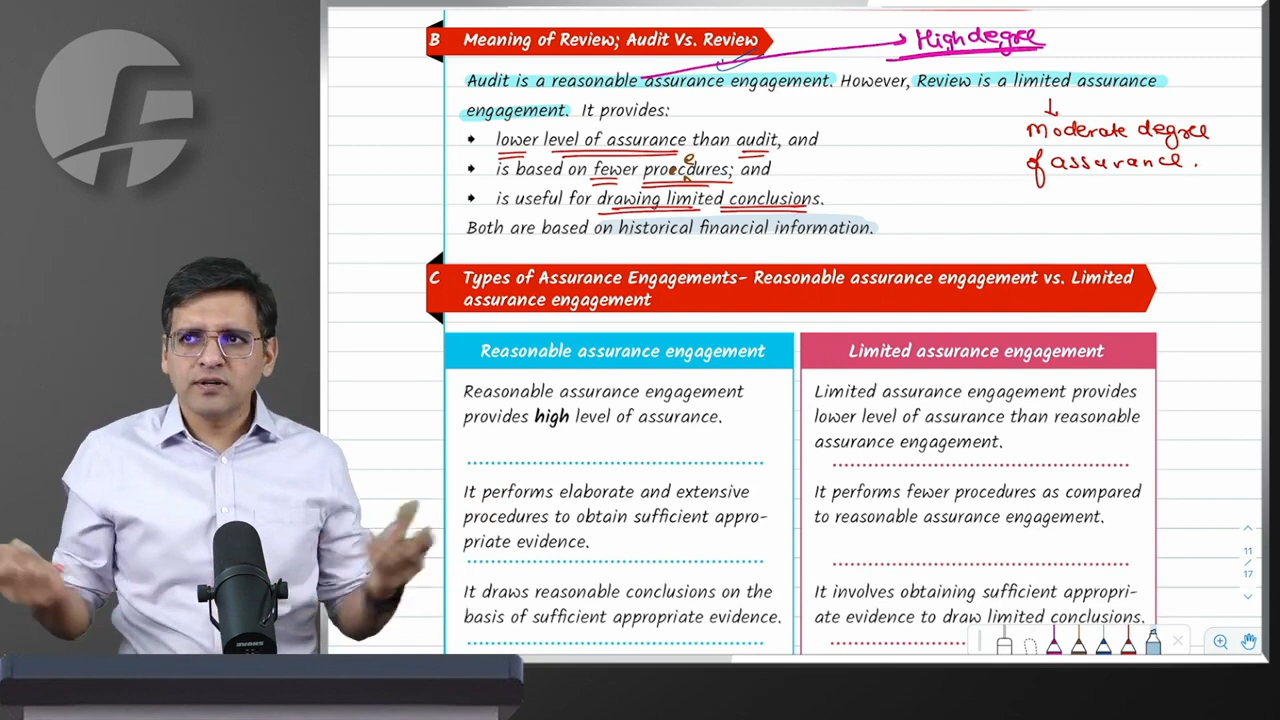 B Meaning of Review; Audit Vs. Review
High degree
Audit is a reasonable assurance engagement. However, Review is a limited assurance
engagement. It provides:
Moderate degree
of assurance.
➧ lower level of assurance than audit, and
➧ is based on fewer procedures; and
➧ is useful for drawing limited conclusions.
Both are based on historical financial information.
C Types of Assurance Engagements- Reasonable assurance engagement vs. Limited
assurance engagement
Reasonable assurance engagement
Reasonable assurance engagement
provides high level of assurance.
It performs elaborate and extensive
procedures to obtain sufficient appro-
priate evidence.
It draws reasonable conclusions on the
basis of sufficient appropriate evidence.
Limited assurance engagement
Limited assurance engagement provides
lower level of assurance than reasonable
assurance engagement.
It performs fewer procedures as compared
to reasonable assurance engagement.
It involves obtaining sufficient appropri-
ate evidence to draw limited conclusions.
11
/
17
SHURE